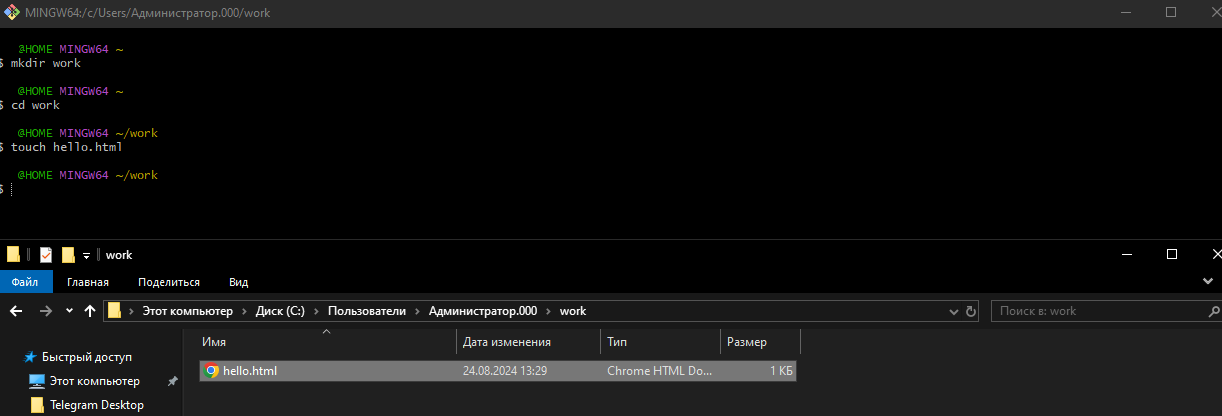 MINGW64:/c/Users/Администратор.000/work
@HOME MINGW64 ~
$ mkdir work
@HOME MINGW64 ~
$ cd work
@HOME MINGW64 ~/work
$ touch hello.html
@HOME MINGW64 ~/work
$
work
Файл Главная Поделиться Вид
Этот компьютер > Диск (C:) > Пользователи > Администратор.000 > work Поиск в: work
Имя Дата изменения Тип Размер
Быстрый доступ
hello.html 24.08.2024 13:29 Chrome HTML Do... 1 КБ
Этот компьютер
Telegram Desktop